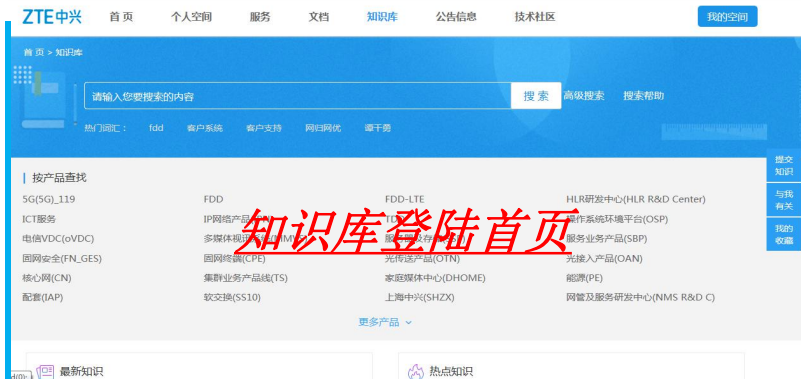 ZTE中兴 首页 个人空间 服务 文档 知识库 公告信息 技术社区 我的空间
首页 > 知识库
请输入您要搜索的内容 搜索 高级搜索 搜索帮助
热门词汇： fdd 客户系统 客户支持 网归网优 谭干勇
提交
知识
与我
有关
我的
收藏
按产品查找
5G(5G)_119 FDD FDD-LTE HLR研发中心(HLR R&D Center)
ICT服务 IP网络产品 操作系统环境平台(OSP)
电信VDC(oVDC) 多媒体视讯系统 服务业务产品(SBP)
知识库登陆首页
固网安全(FN_GES) 固网终端(CPE) 光传送产品(OTN) 光接入产品(OAN)
核心网(CN) 集群业务产品线(TS) 家庭媒体中心(DHOME) 能源(PE)
配套(IAP) 软交换(SS10) 上海中兴(SHZX) 网管及服务研发中心(NMS R&D C)
更多产品
最新知识 热点知识